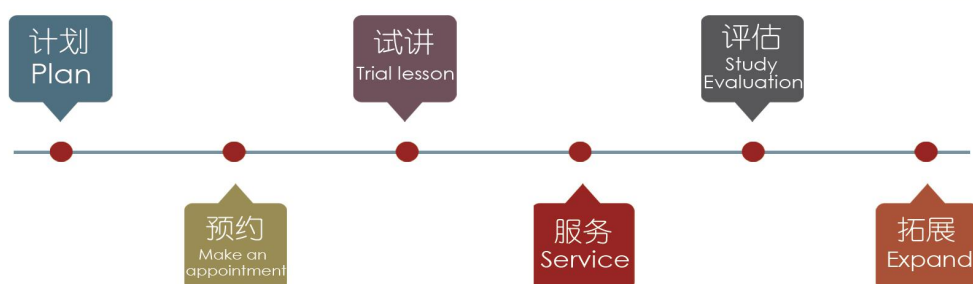 计划
Plan
预约
Make an
appointment
试讲
Trial lesson
服务
Service
评估
Study
Evaluation
拓展
Expand